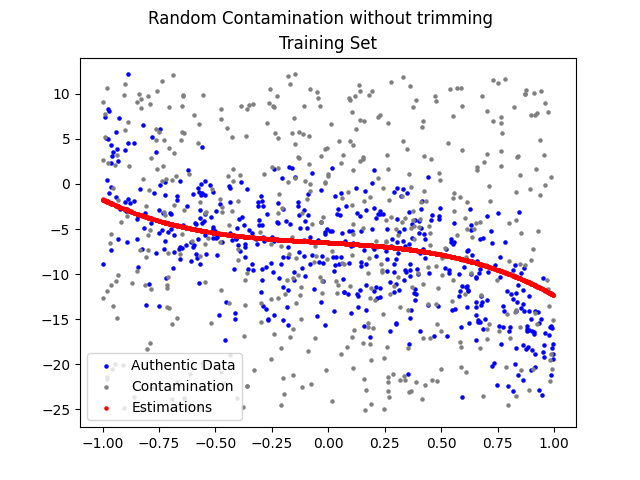 Random Contamination without trimming
Training Set
10
5
0
−5
−10
−15
−20
−25
Authentic Data
Contamination
Estimations
−1.00 −0.75 −0.50 −0.25 0.00 0.25 0.50 0.75 1.00